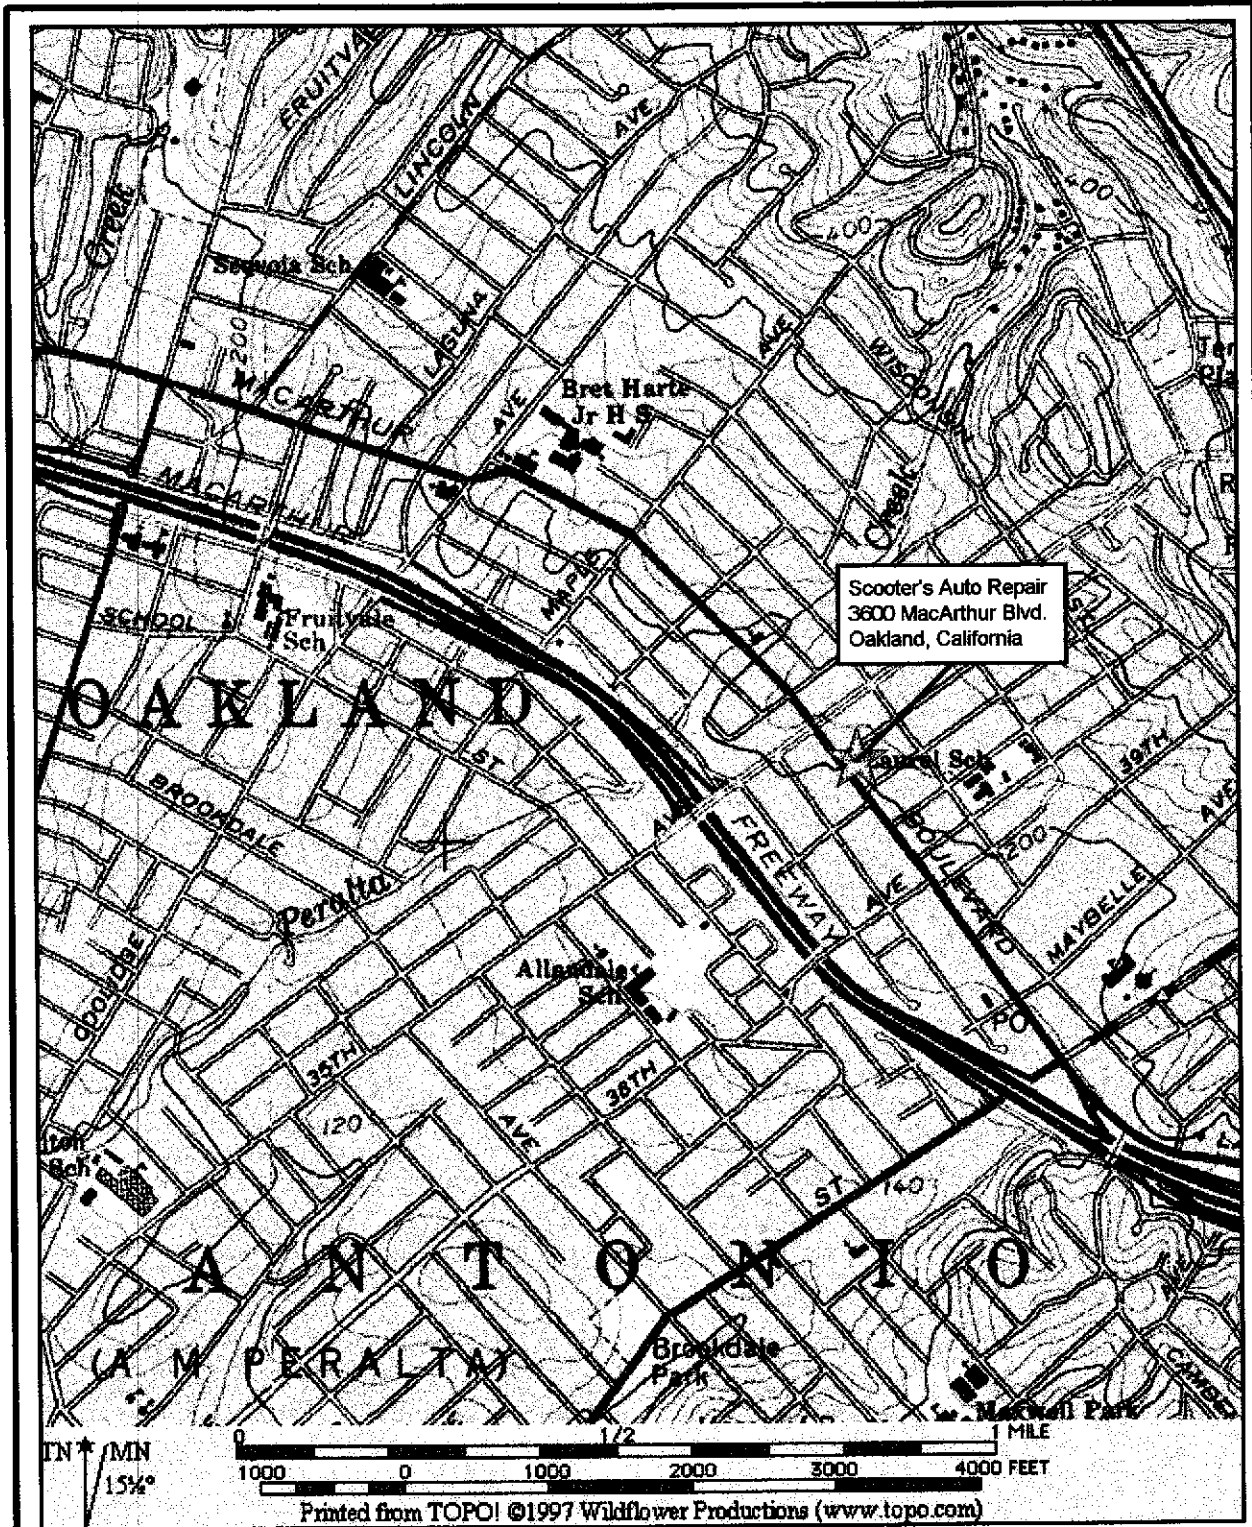 FRUITVA
LINCOLN
AVE
400
400
Creek
Sequoia Sch
LAGUNA
AVE
200
MACARTHUR
AVE
Bret Harte
Jr H S
Creek
MACARTHUR
MAPLE
Scooter's Auto Repair
3600 MacArthur Blvd.
Oakland, California
SCHOOL
Fruitvale
Sch
OAKLAND
ST
Laurel Sch
39TH
AVE
BROOKDALE
AVE
FREEWAY
BOULEVARD
200
AVE
MAYBELLE
Peralta
Allendale
Sch
COOLIDGE
PO
35TH
38TH
120
AVE
Sch
ST
140
ANTONIO
(A M PERALTA)
Brookdale
Park
Maxwell Park
0 1/2 1 MILE
TN MN
15½°
1000 0 1000 2000 3000 4000 FEET
Printed from TOPO! ©1997 Wildflower Productions (www.topo.com)